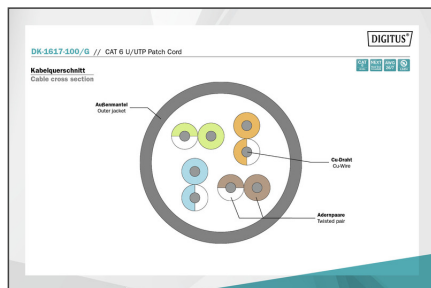 DIGITUS®
DK-1617-100/G // CAT 6 U/UTP Patch Cord
Kabelquerschnitt
Cable cross section
Außenmantel
Outer jacket
Cu-Draht
Cu-Wire
Adernpaare
Twisted pair